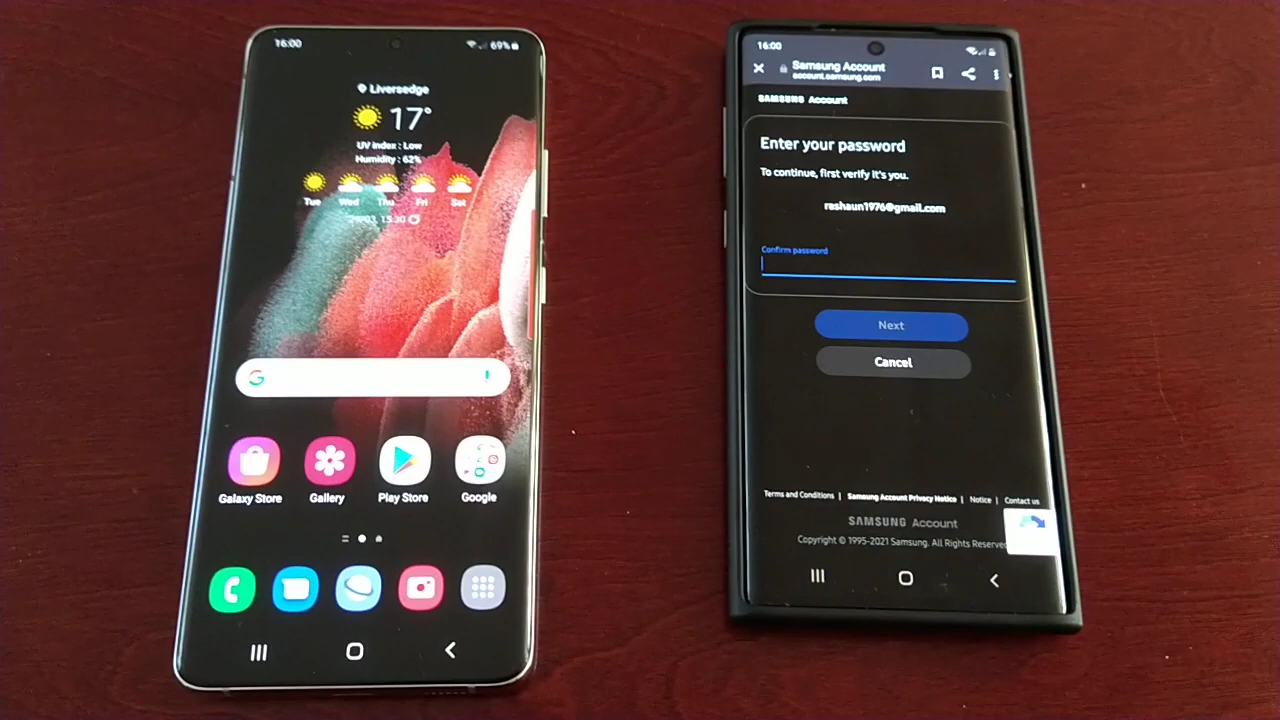 16:00
69%
Liversedge
17°
UV index : Low
Humidity : 62%
Tue Wed Thu Fri Sat
15:30
Galaxy Store Gallery Play Store Google
16:00
Samsung Account
account.samsung.com
SAMSUNG Account
Enter your password
To continue, first verify it's you.
rashaun1976@gmail.com
Confirm password
Next
Cancel
Terms and Conditions | Samsung Account Privacy Notice | Notice | Contact us
SAMSUNG Account
Copyright © 1995-2021 Samsung. All Rights